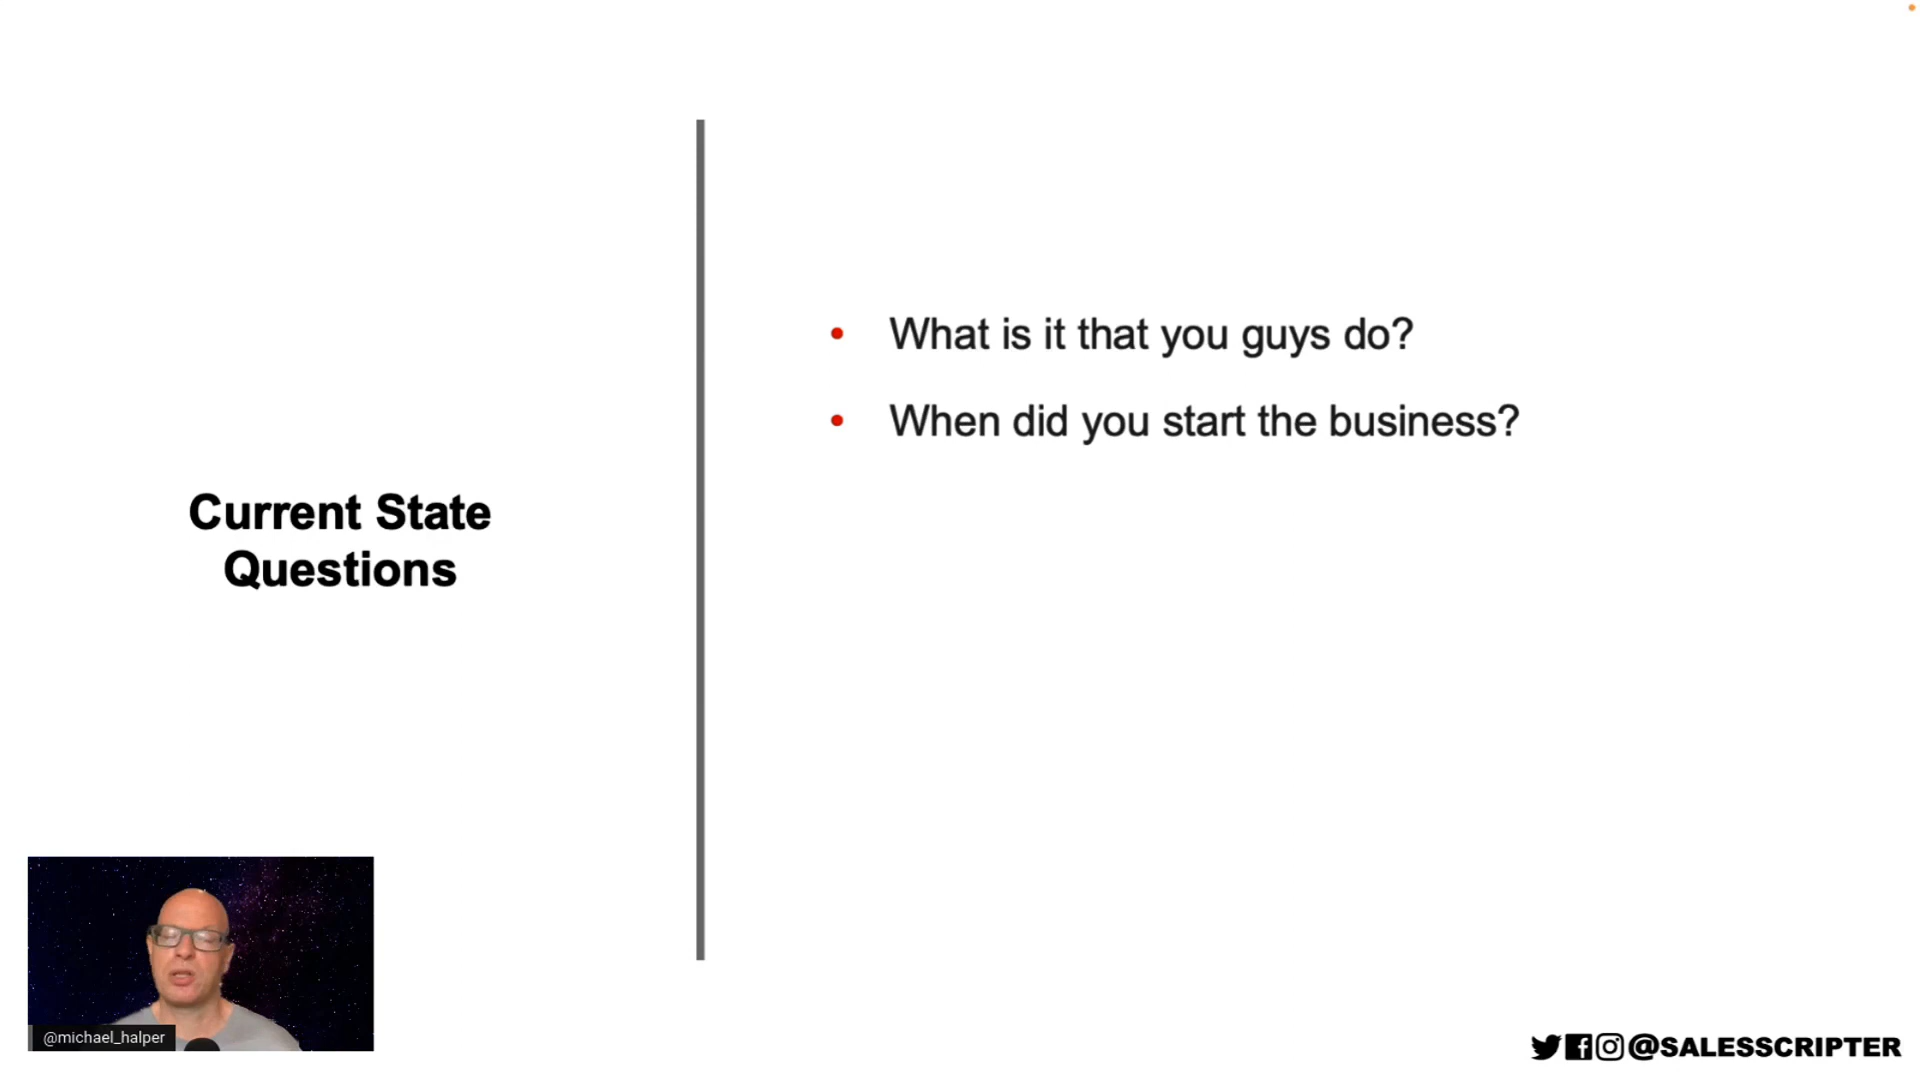 Current State
Questions
• What is it that you guys do?
• When did you start the business?
@michael_halper
@SALESSCRIPTER